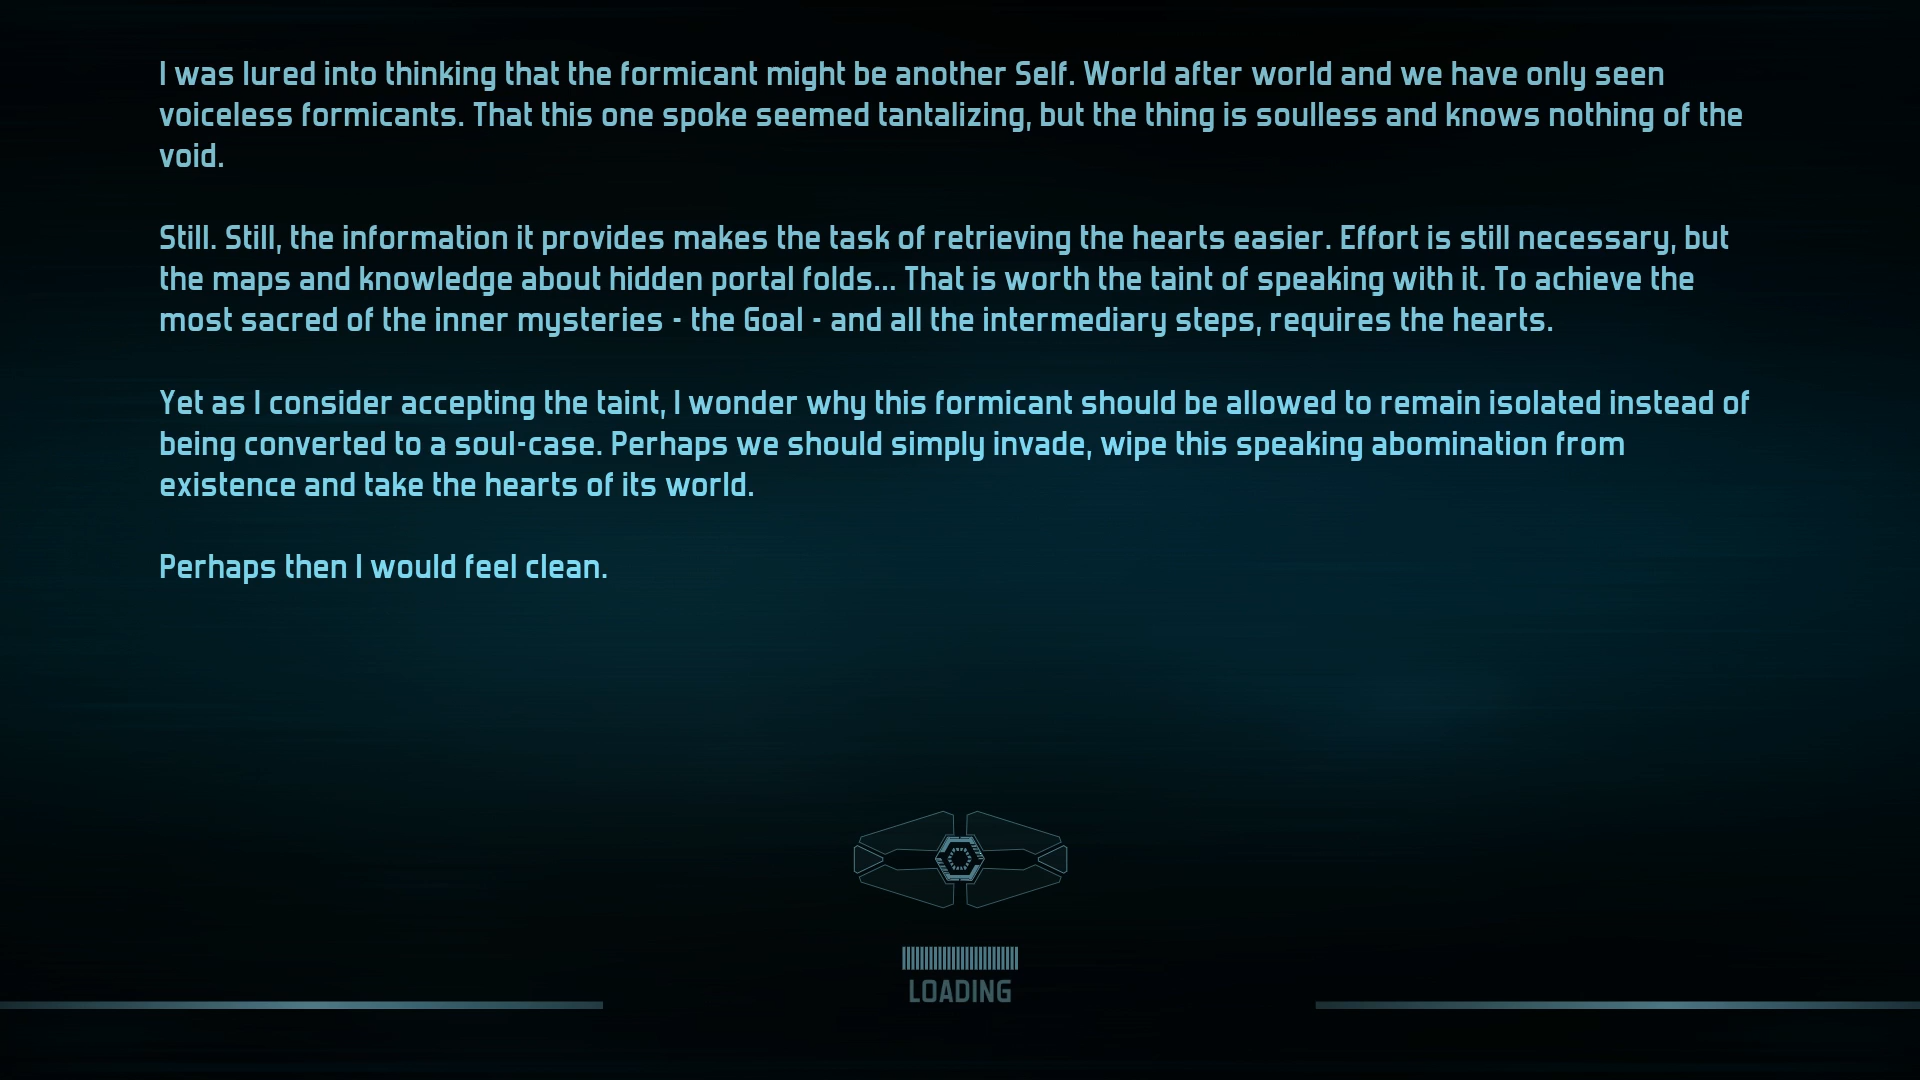 I was lured into thinking that the formicant might be another Self. World after world and we have only seen
voiceless formicants. That this one spoke seemed tantalizing, but the thing is soulless and knows nothing of the
void.
Still. Still, the information it provides makes the task of retrieving the hearts easier. Effort is still necessary, but
the maps and knowledge about hidden portal folds... That is worth the taint of speaking with it. To achieve the
most sacred of the inner mysteries - the Goal - and all the intermediary steps, requires the hearts.
Yet as I consider accepting the taint, I wonder why this formicant should be allowed to remain isolated instead of
being converted to a soul-case. Perhaps we should simply invade, wipe this speaking abomination from
existence and take the hearts of its world.
Perhaps then I would feel clean.
LOADING